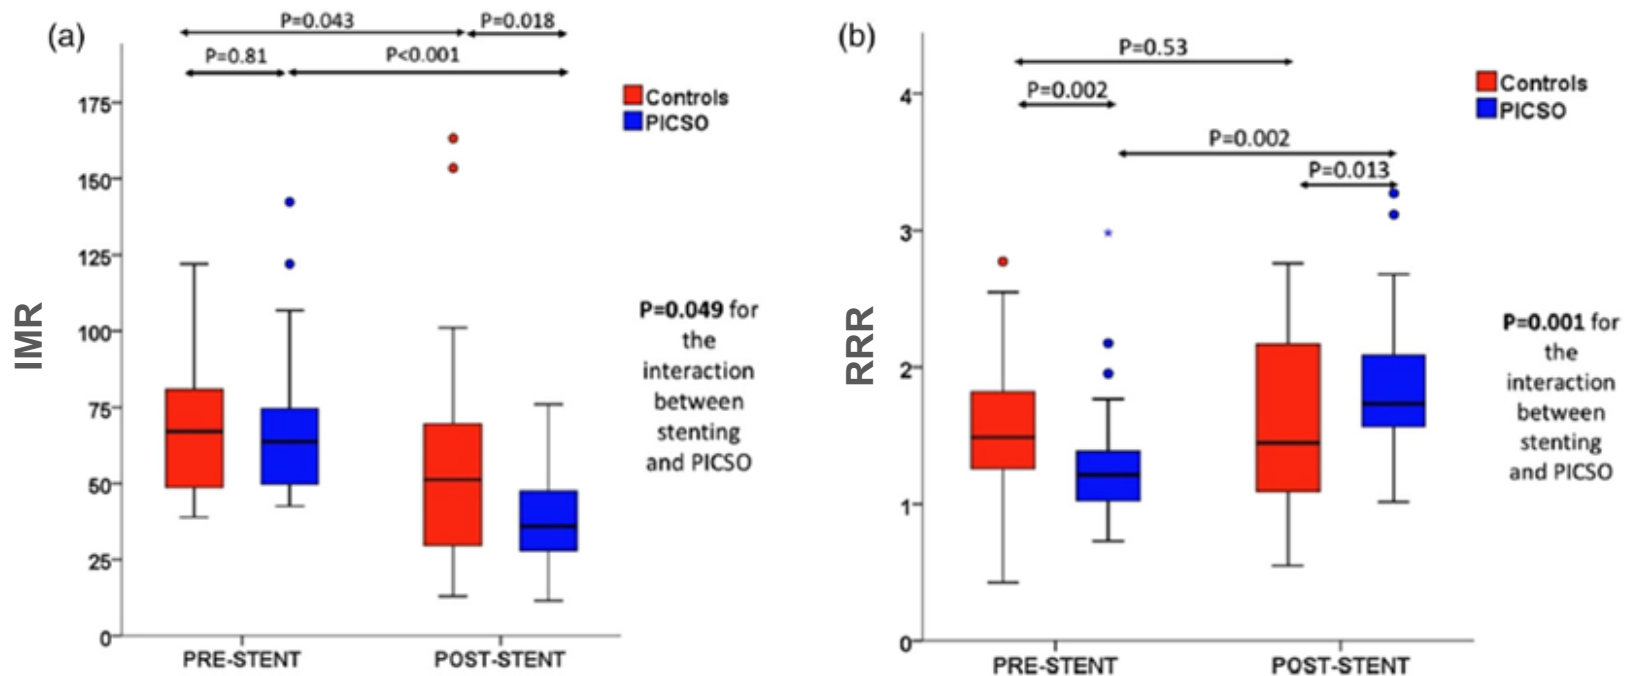 (a)
P=0.043
P=0.018
P=0.81
P<0.001
Controls
PICSO
175
150
125
100
75
50
25
0
IMR
P=0.049 for
the
interaction
between
stenting
and PICSO
PRE-STENT
POST-STENT
(b)
P=0.53
P=0.002
P=0.002
P=0.013
Controls
PICSO
4
3
2
1
0
RRR
P=0.001 for
the
interaction
between
stenting
and PICSO
PRE-STENT
POST-STENT